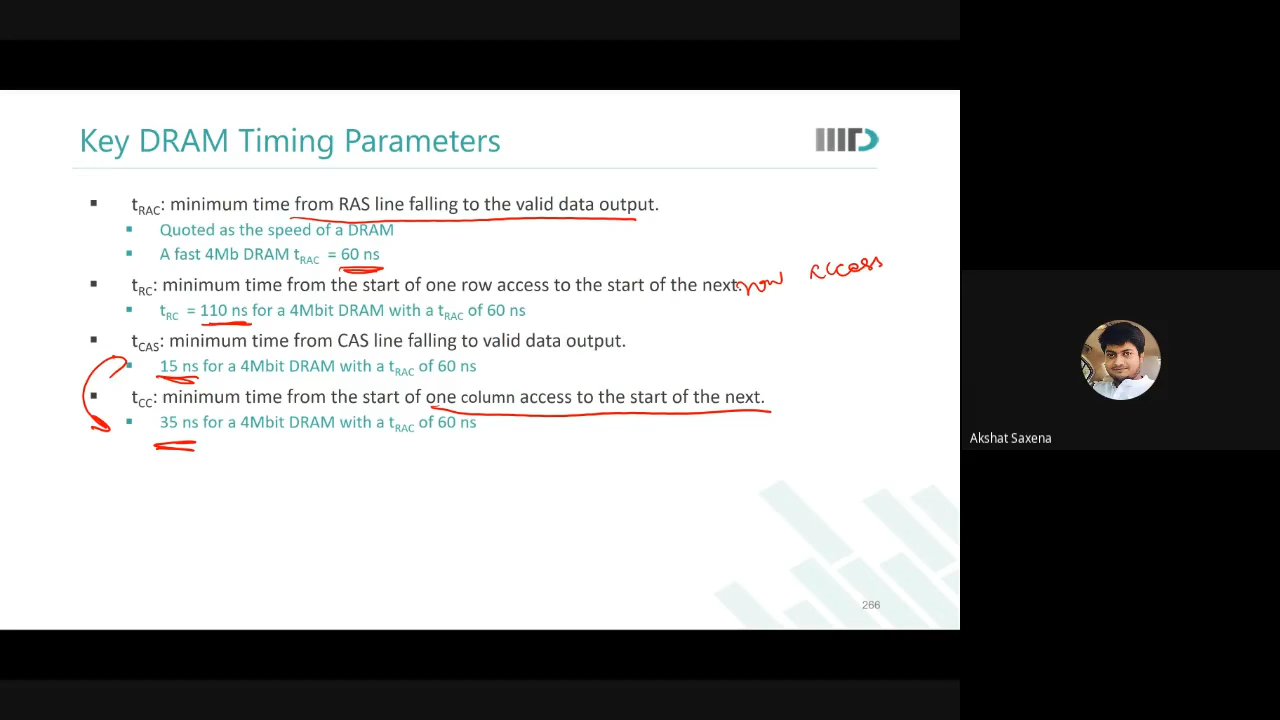 Key DRAM Timing Parameters
IIITD
▪ tRAC: minimum time from RAS line falling to the valid data output.
▪ Quoted as the speed of a DRAM
▪ A fast 4Mb DRAM tRAC = 60 ns
▪ tRC: minimum time from the start of one row access to the start of the next. row access
▪ tRC = 110 ns for a 4Mbit DRAM with a tRAC of 60 ns
▪ tCAS: minimum time from CAS line falling to valid data output.
▪ 15 ns for a 4Mbit DRAM with a tRAC of 60 ns
▪ tCC: minimum time from the start of one column access to the start of the next.
▪ 35 ns for a 4Mbit DRAM with a tRAC of 60 ns
266
Akshat Saxena